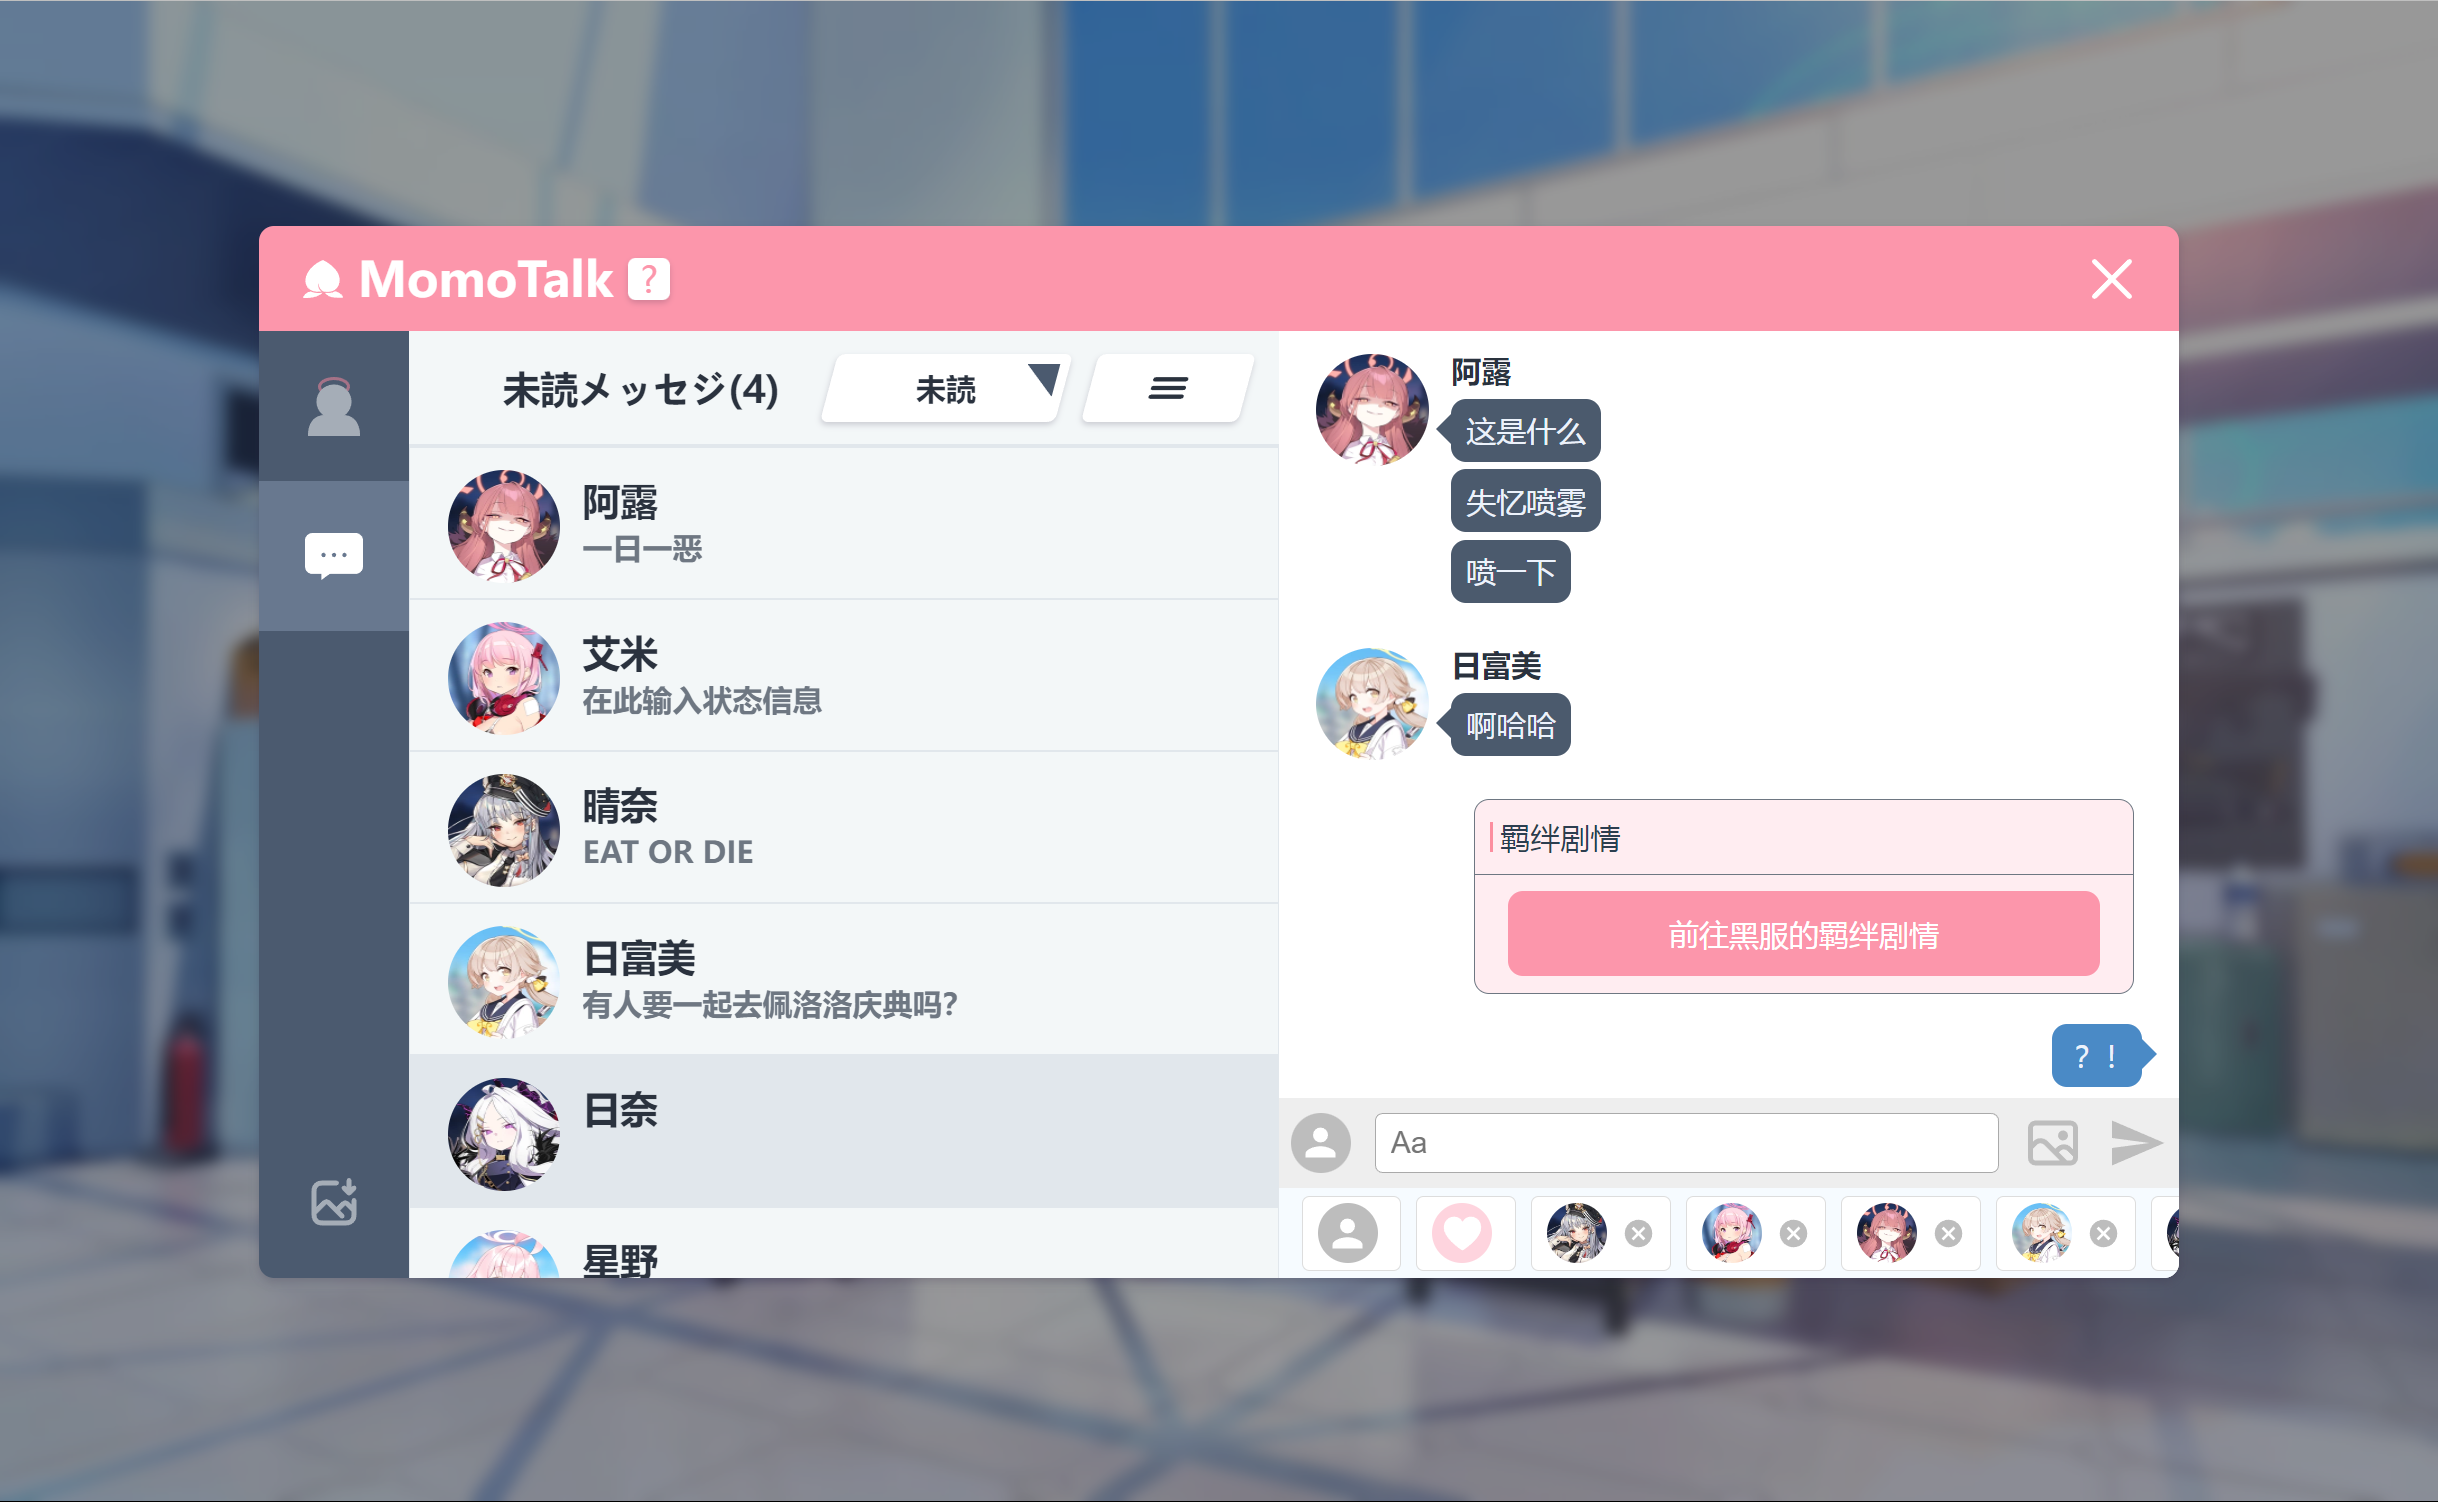 MomoTalk ?
未読メッセジ(4)
未読
阿露
一日一恶
艾米
在此输入状态信息
晴奈
EAT OR DIE
日富美
有人要一起去佩洛洛庆典吗?
日奈
星野
阿露
这是什么
失忆喷雾
喷一下
日富美
啊哈哈
羁绊剧情
前往黑服的羁绊剧情
？！
Aa